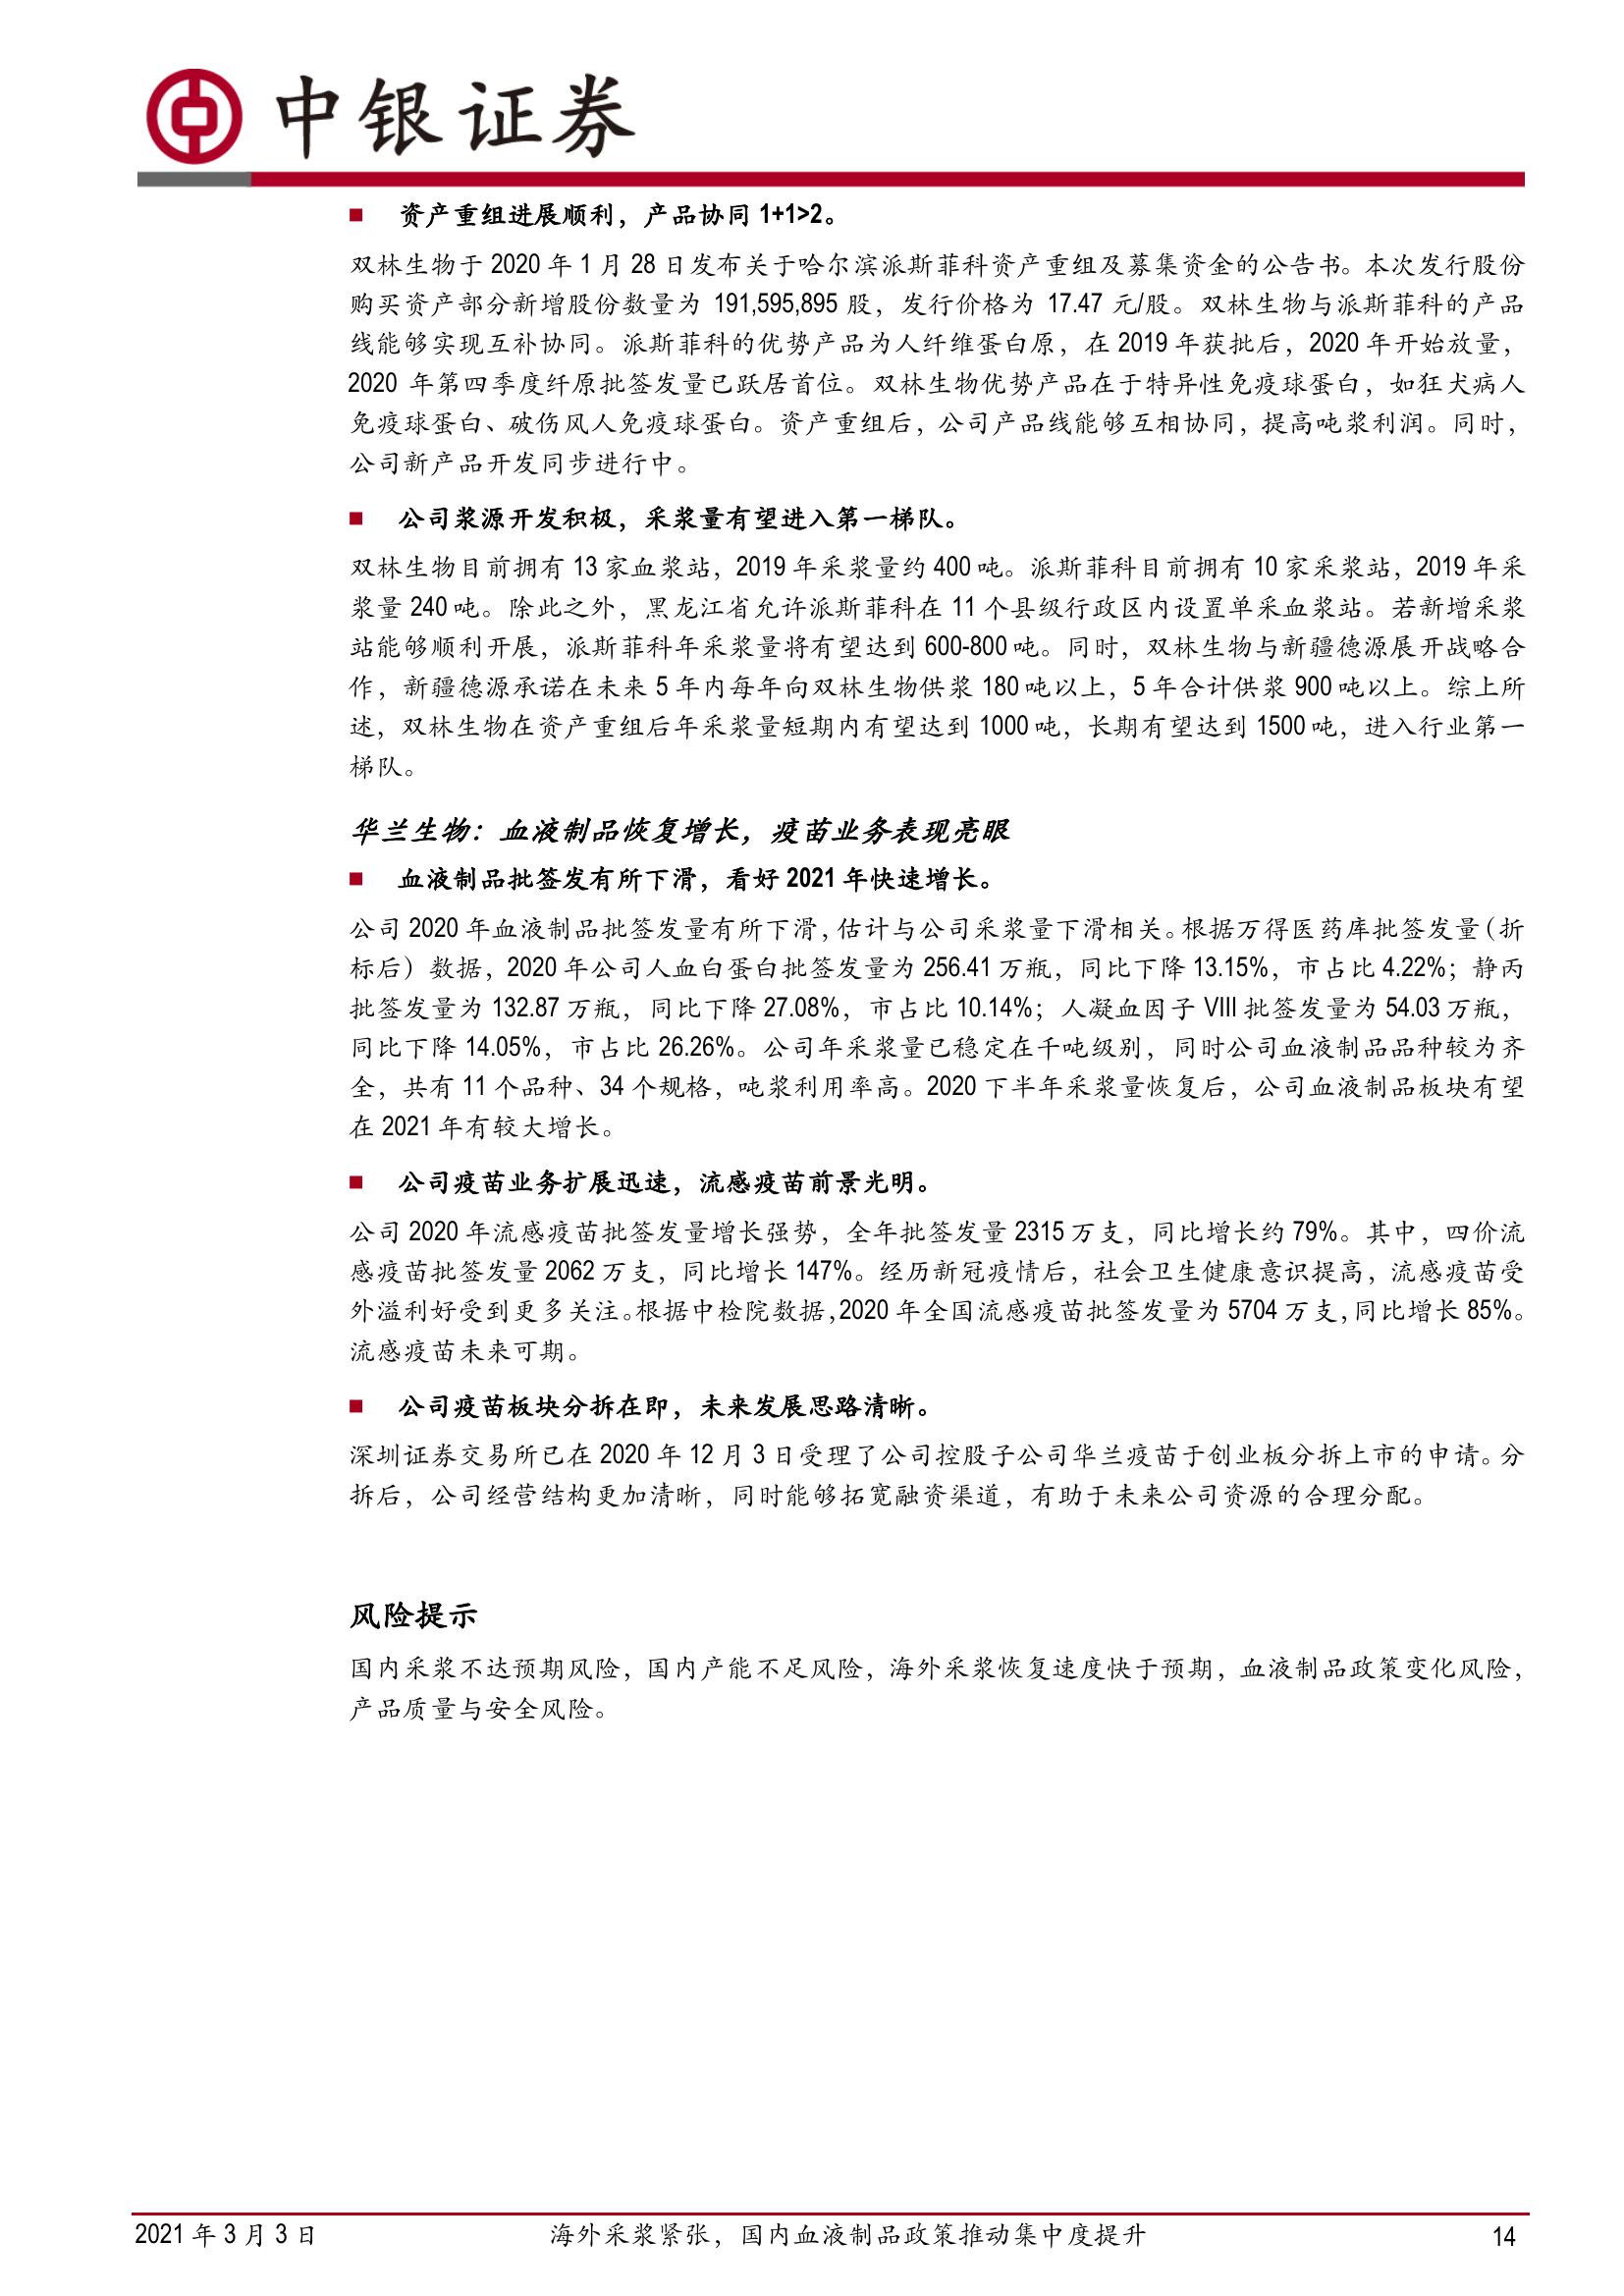 中银证券
资产重组进展顺利，产品协同 1+1>2。
双林生物于 2020 年 1 月 28 日发布关于哈尔滨派斯菲科资产重组及募集资金的公告书。本次发行股份
购买资产部分新增股份数量为 191,595,895 股，发行价格为 17.47 元/股。双林生物与派斯菲科的产品
线能够实现互补协同。派斯菲科的优势产品为人纤维蛋白原，在 2019 年获批后，2020 年开始放量，
2020 年第四季度纤原批签发量已跃居首位。双林生物优势产品在于特异性免疫球蛋白，如狂犬病人
免疫球蛋白、破伤风人免疫球蛋白。资产重组后，公司产品线能够互相协同，提高吨浆利润。同时，
公司新产品开发同步进行中。
公司浆源开发积极，采浆量有望进入第一梯队。
双林生物目前拥有 13 家血浆站，2019 年采浆量约 400 吨。派斯菲科目前拥有 10 家采浆站，2019 年采
浆量 240 吨。除此之外，黑龙江省允许派斯菲科在 11 个县级行政区内设置单采血浆站。若新增采浆
站能够顺利开展，派斯菲科年采浆量将有望达到 600-800 吨。同时，双林生物与新疆德源展开战略合
作，新疆德源承诺在未来 5 年内每年向双林生物供浆 180 吨以上，5 年合计供浆 900 吨以上。综上所
述，双林生物在资产重组后年采浆量短期内有望达到 1000 吨，长期有望达到 1500 吨，进入行业第一
梯队。
华兰生物：血液制品恢复增长，疫苗业务表现亮眼
血液制品批签发有所下滑，看好 2021 年快速增长。
公司 2020 年血液制品批签发量有所下滑，估计与公司采浆量下滑相关。根据万得医药库批签发量（折
标后）数据，2020 年公司人血白蛋白批签发量为 256.41 万瓶，同比下降 13.15%，市占比 4.22%；静丙
批签发量为 132.87 万瓶，同比下降 27.08%，市占比 10.14%；人凝血因子 VIII 批签发量为 54.03 万瓶，
同比下降 14.05%，市占比 26.26%。公司年采浆量已稳定在千吨级别，同时公司血液制品品种较为齐
全，共有 11 个品种、34 个规格，吨浆利用率高。2020 下半年采浆量恢复后，公司血液制品板块有望
在 2021 年有较大增长。
公司疫苗业务扩展迅速，流感疫苗前景光明。
公司 2020 年流感疫苗批签发量增长强势，全年批签发量 2315 万支，同比增长约 79%。其中，四价流
感疫苗批签发量 2062 万支，同比增长 147%。经历新冠疫情后，社会卫生健康意识提高，流感疫苗受
外溢利好受到更多关注。根据中检院数据，2020 年全国流感疫苗批签发量为 5704 万支，同比增长 85%。
流感疫苗未来可期。
公司疫苗板块分拆在即，未来发展思路清晰。
深圳证券交易所已在 2020 年 12 月 3 日受理了公司控股子公司华兰疫苗于创业板分拆上市的申请。分
拆后，公司经营结构更加清晰，同时能够拓宽融资渠道，有助于未来公司资源的合理分配。
风险提示
国内采浆不达预期风险，国内产能不足风险，海外采浆恢复速度快于预期，血液制品政策变化风险，
产品质量与安全风险。
2021 年 3 月 3 日 海外采浆紧张，国内血液制品政策推动集中度提升 14